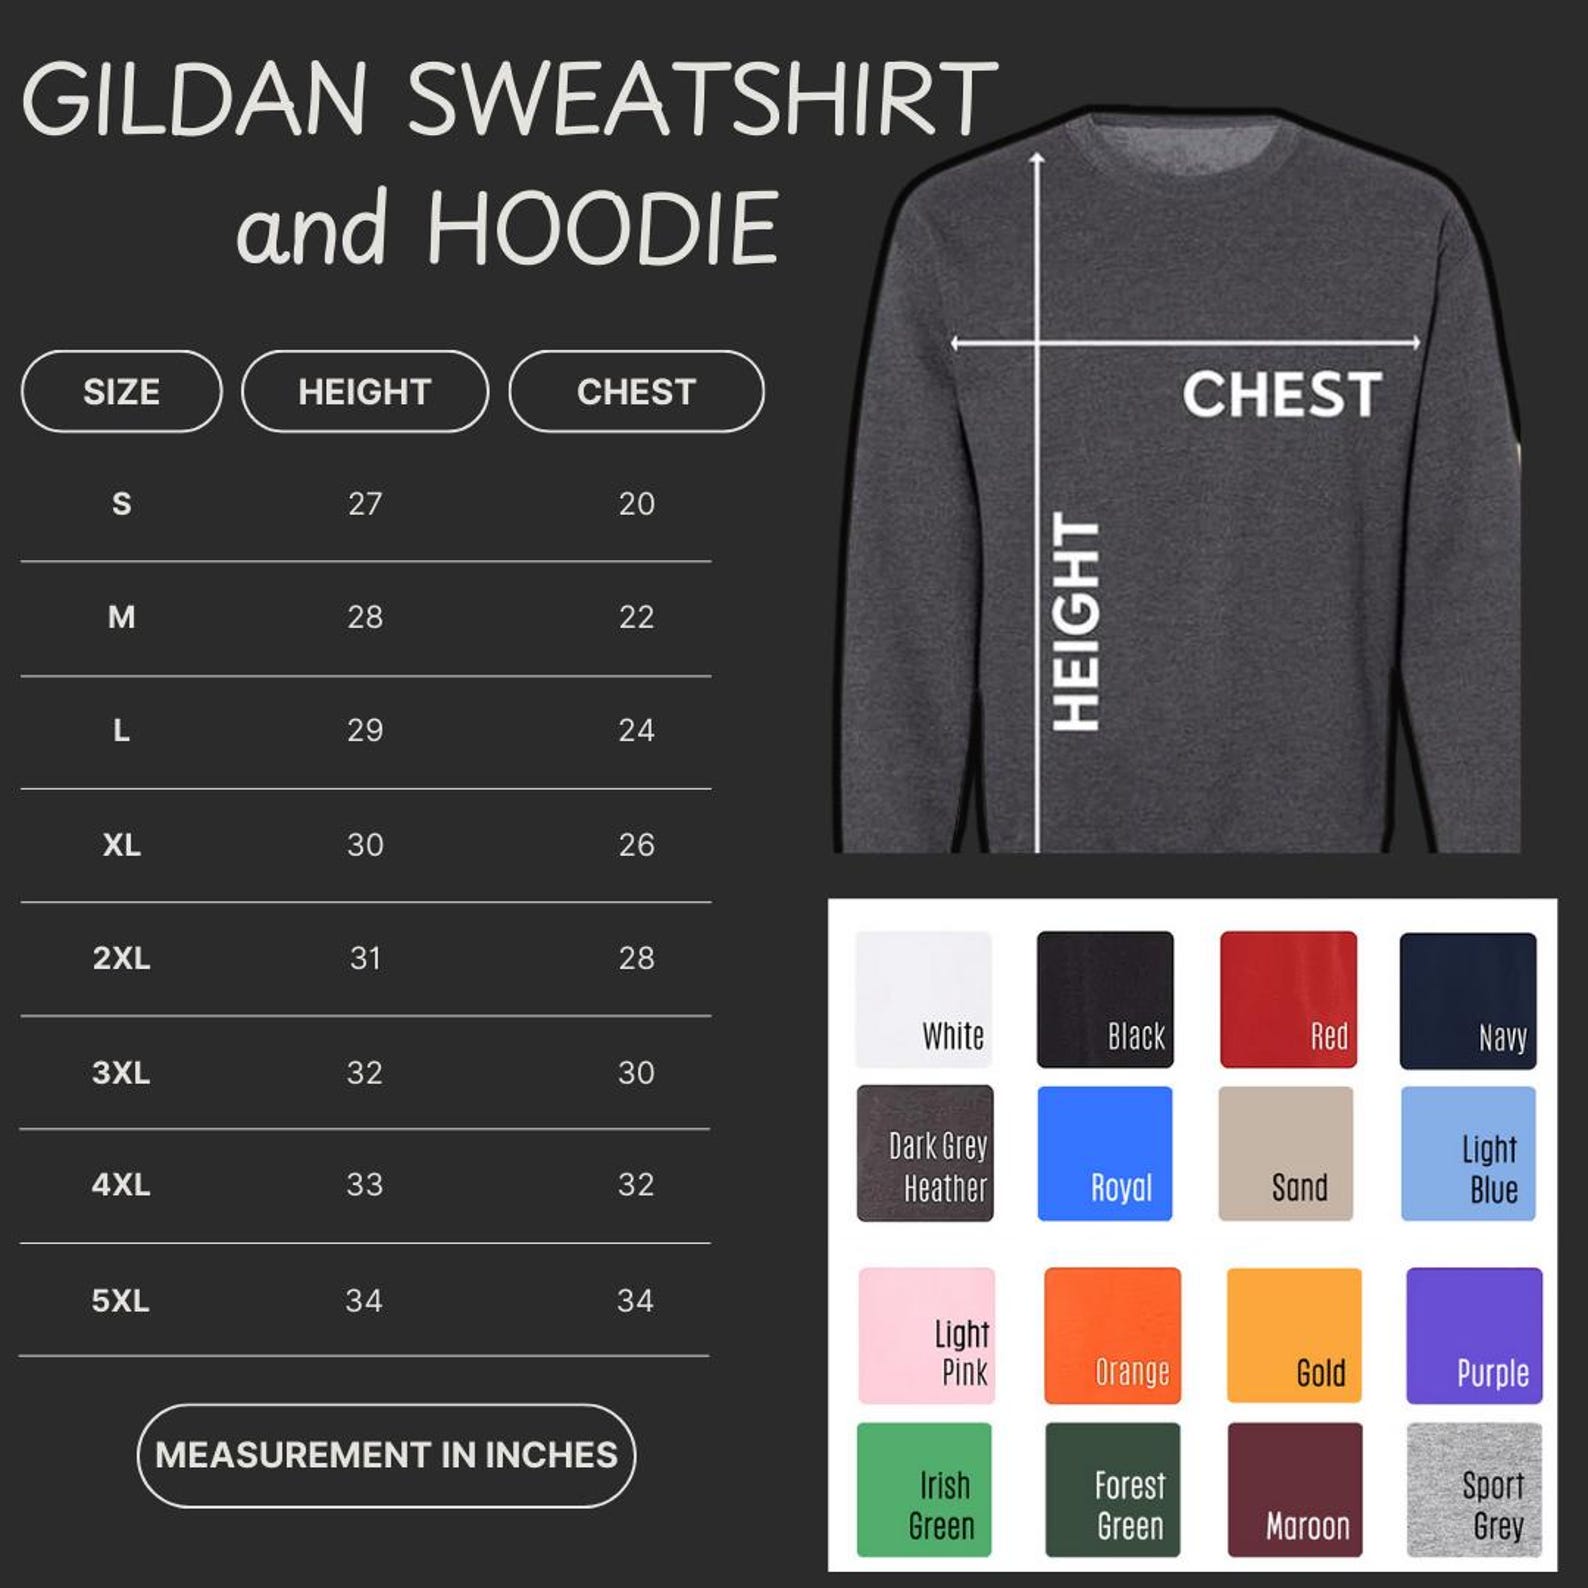 GILDAN SWEATSHIRT
and HOODIE
SIZE HEIGHT CHEST
S 27 20
M 28 22
L 29 24
XL 30 26
2XL 31 28
3XL 32 30
4XL 33 32
5XL 34 34
MEASUREMENT IN INCHES
CHEST
HEIGHT
White
Black
Red
Navy
Dark Grey
Heather
Royal
Sand
Light
Blue
Light
Pink
Orange
Gold
Purple
Irish
Green
Forest
Green
Maroon
Sport
Grey